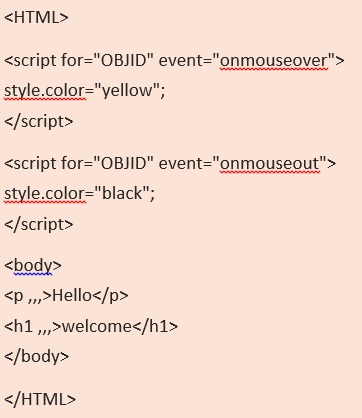 <HTML>
<script for="OBJID" event="onmouseover">
style.color="yellow";
</script>
<script for="OBJID" event="onmouseout">
style.color="black";
</script>
<body>
<p ,,,>Hello</p>
<h1 ,,,>welcome</h1>
</body>
</HTML>